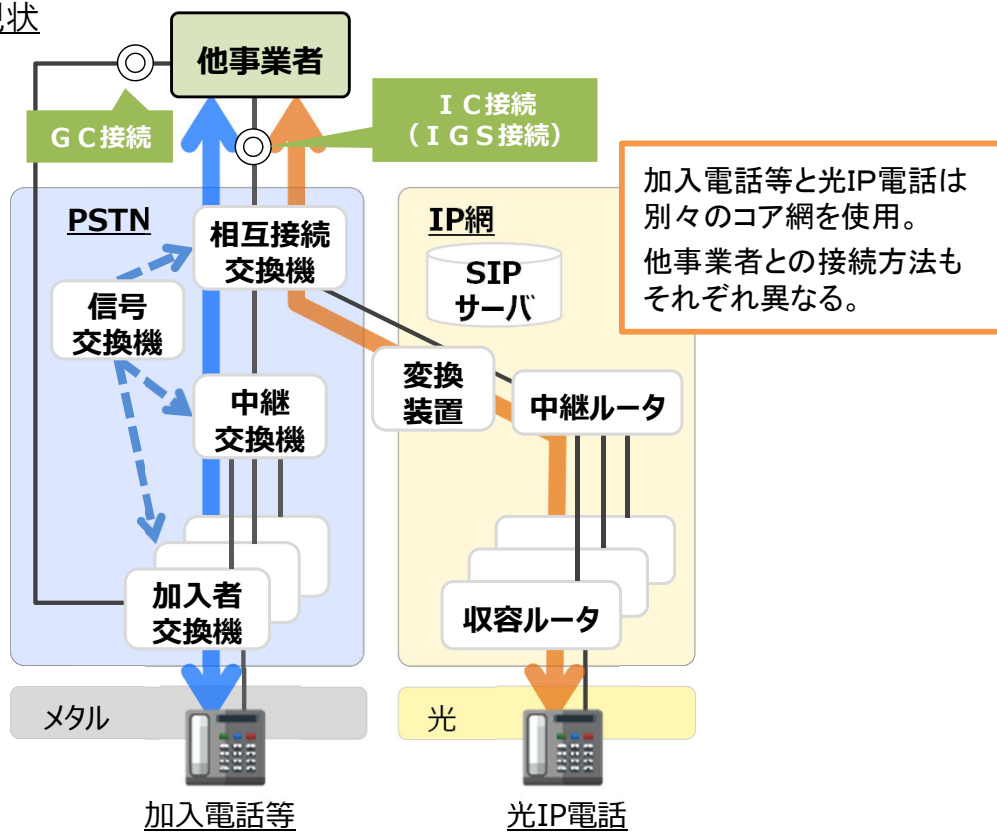 現状
他事業者
GC接続
IC接続
(IGS接続)
加入電話等と光IP電話は
別々のコア網を使用。
他事業者との接続方法も
それぞれ異なる。
PSTN
相互接続
交換機
信号
交換機
中継
交換機
加入者
交換機
IP網
SIP
サーバ
変換
装置
中継ルータ
収容ルータ
メタル
光
加入電話等
光IP電話